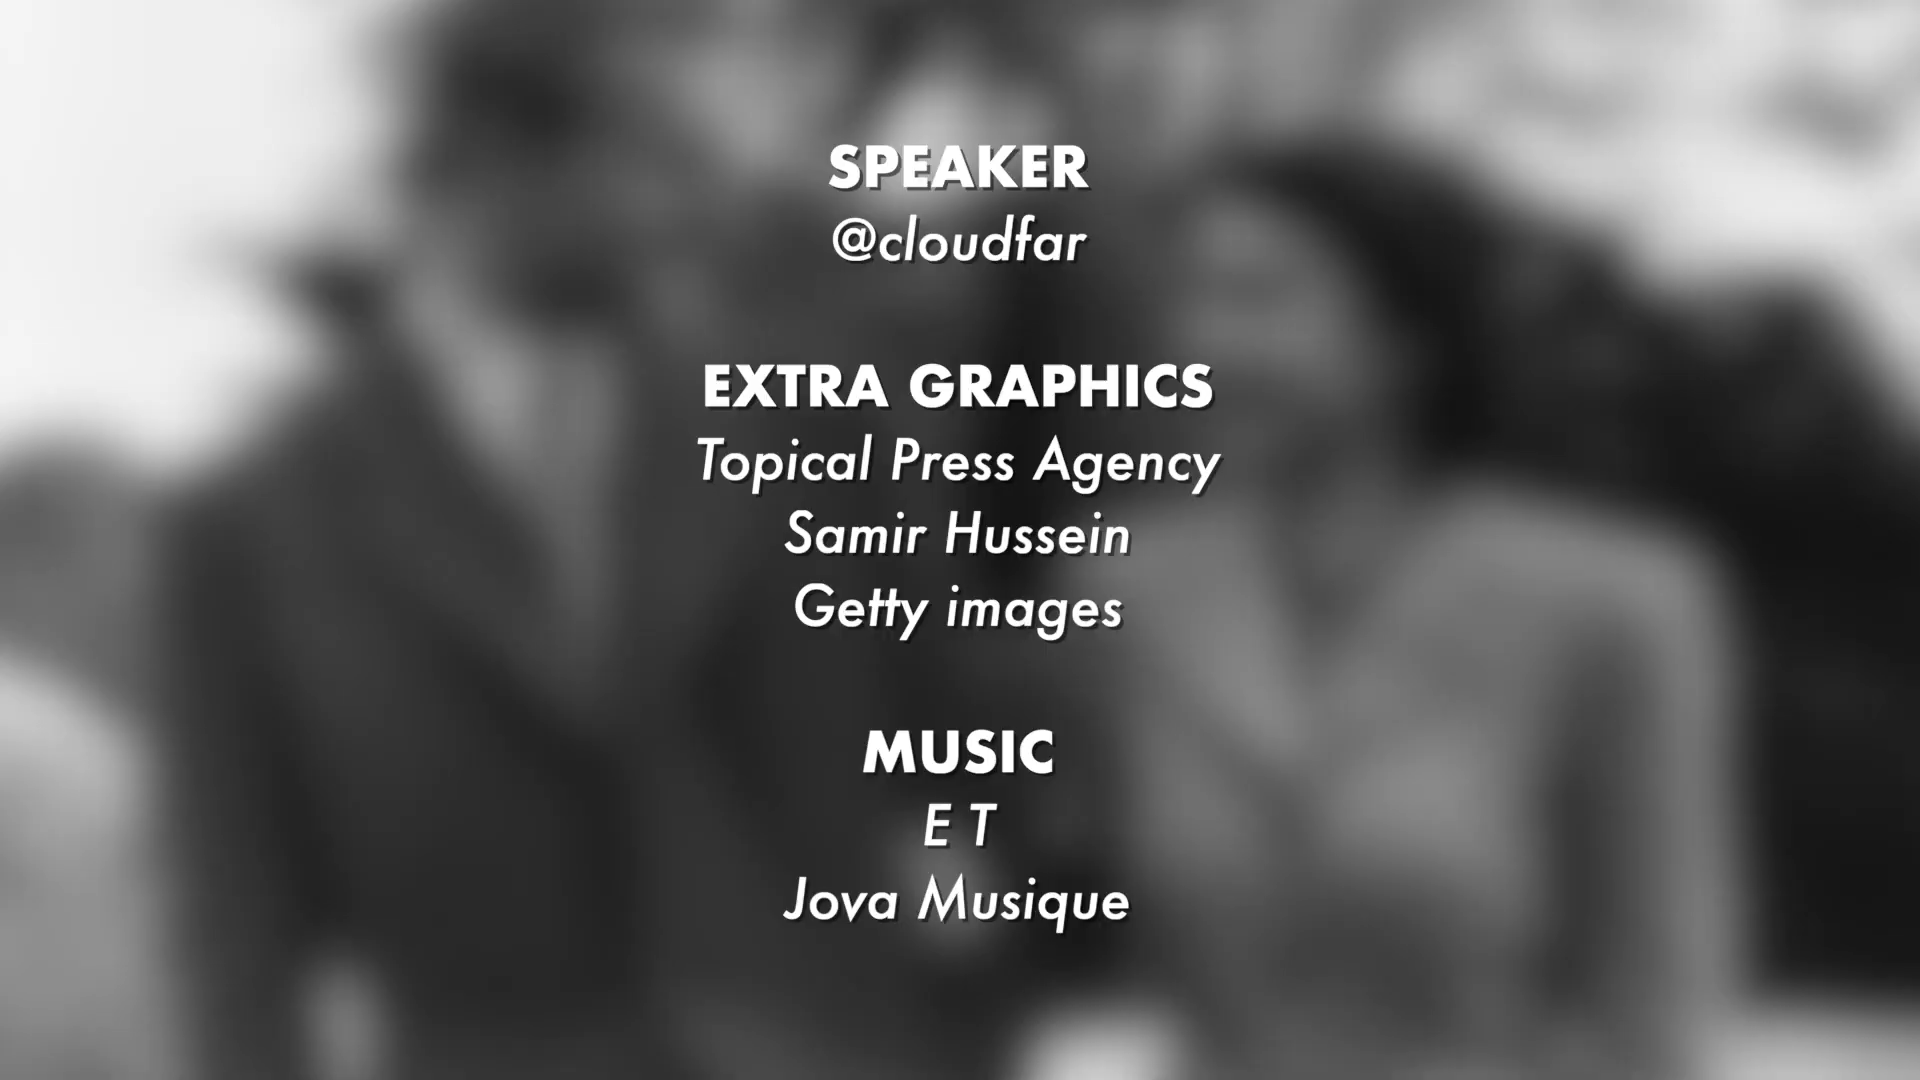 SPEAKER
@cloudfar
EXTRA GRAPHICS
Topical Press Agency
Samir Hussein
Getty images
MUSIC
E T
Jova Musique